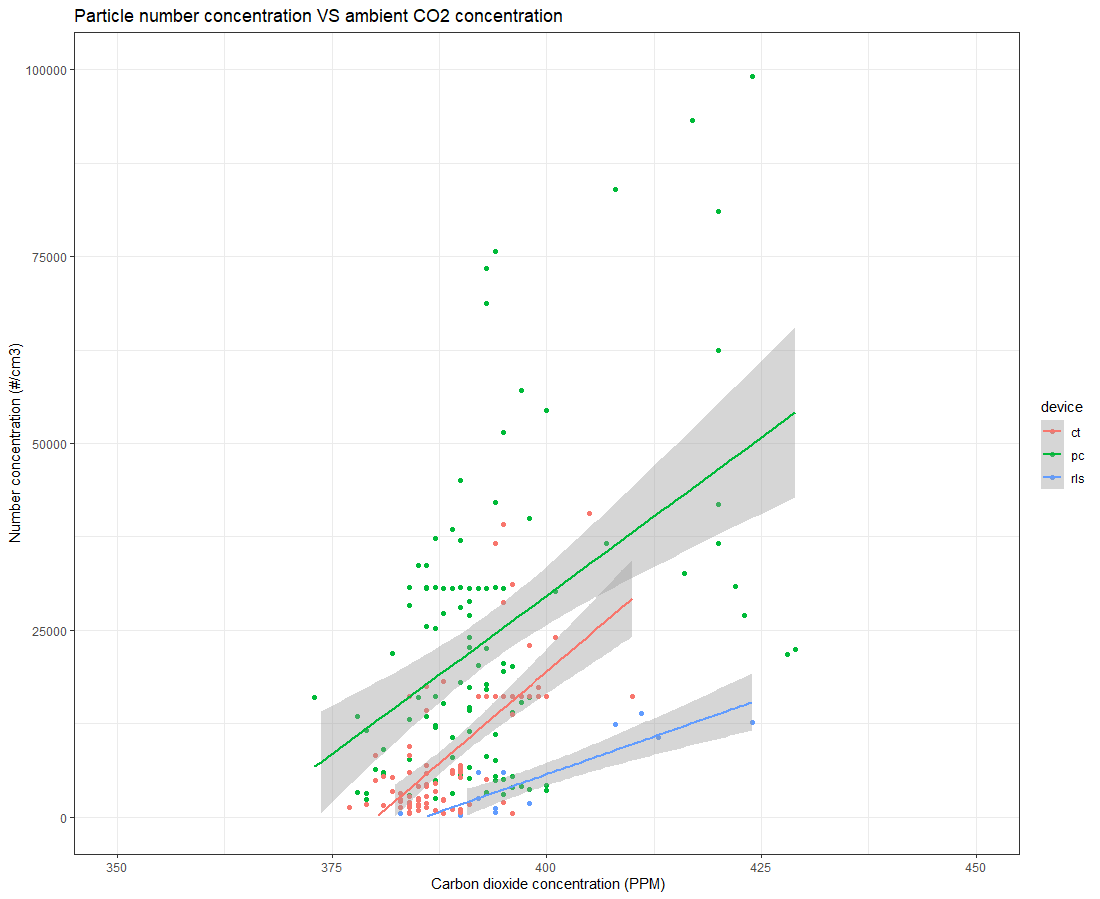 Particle number concentration VS ambient CO2 concentration
Number concentration (#/cm3)
100000
75000
50000
25000
0
350
375
400
425
450
Carbon dioxide concentration (PPM)
device
ct
pc
rls